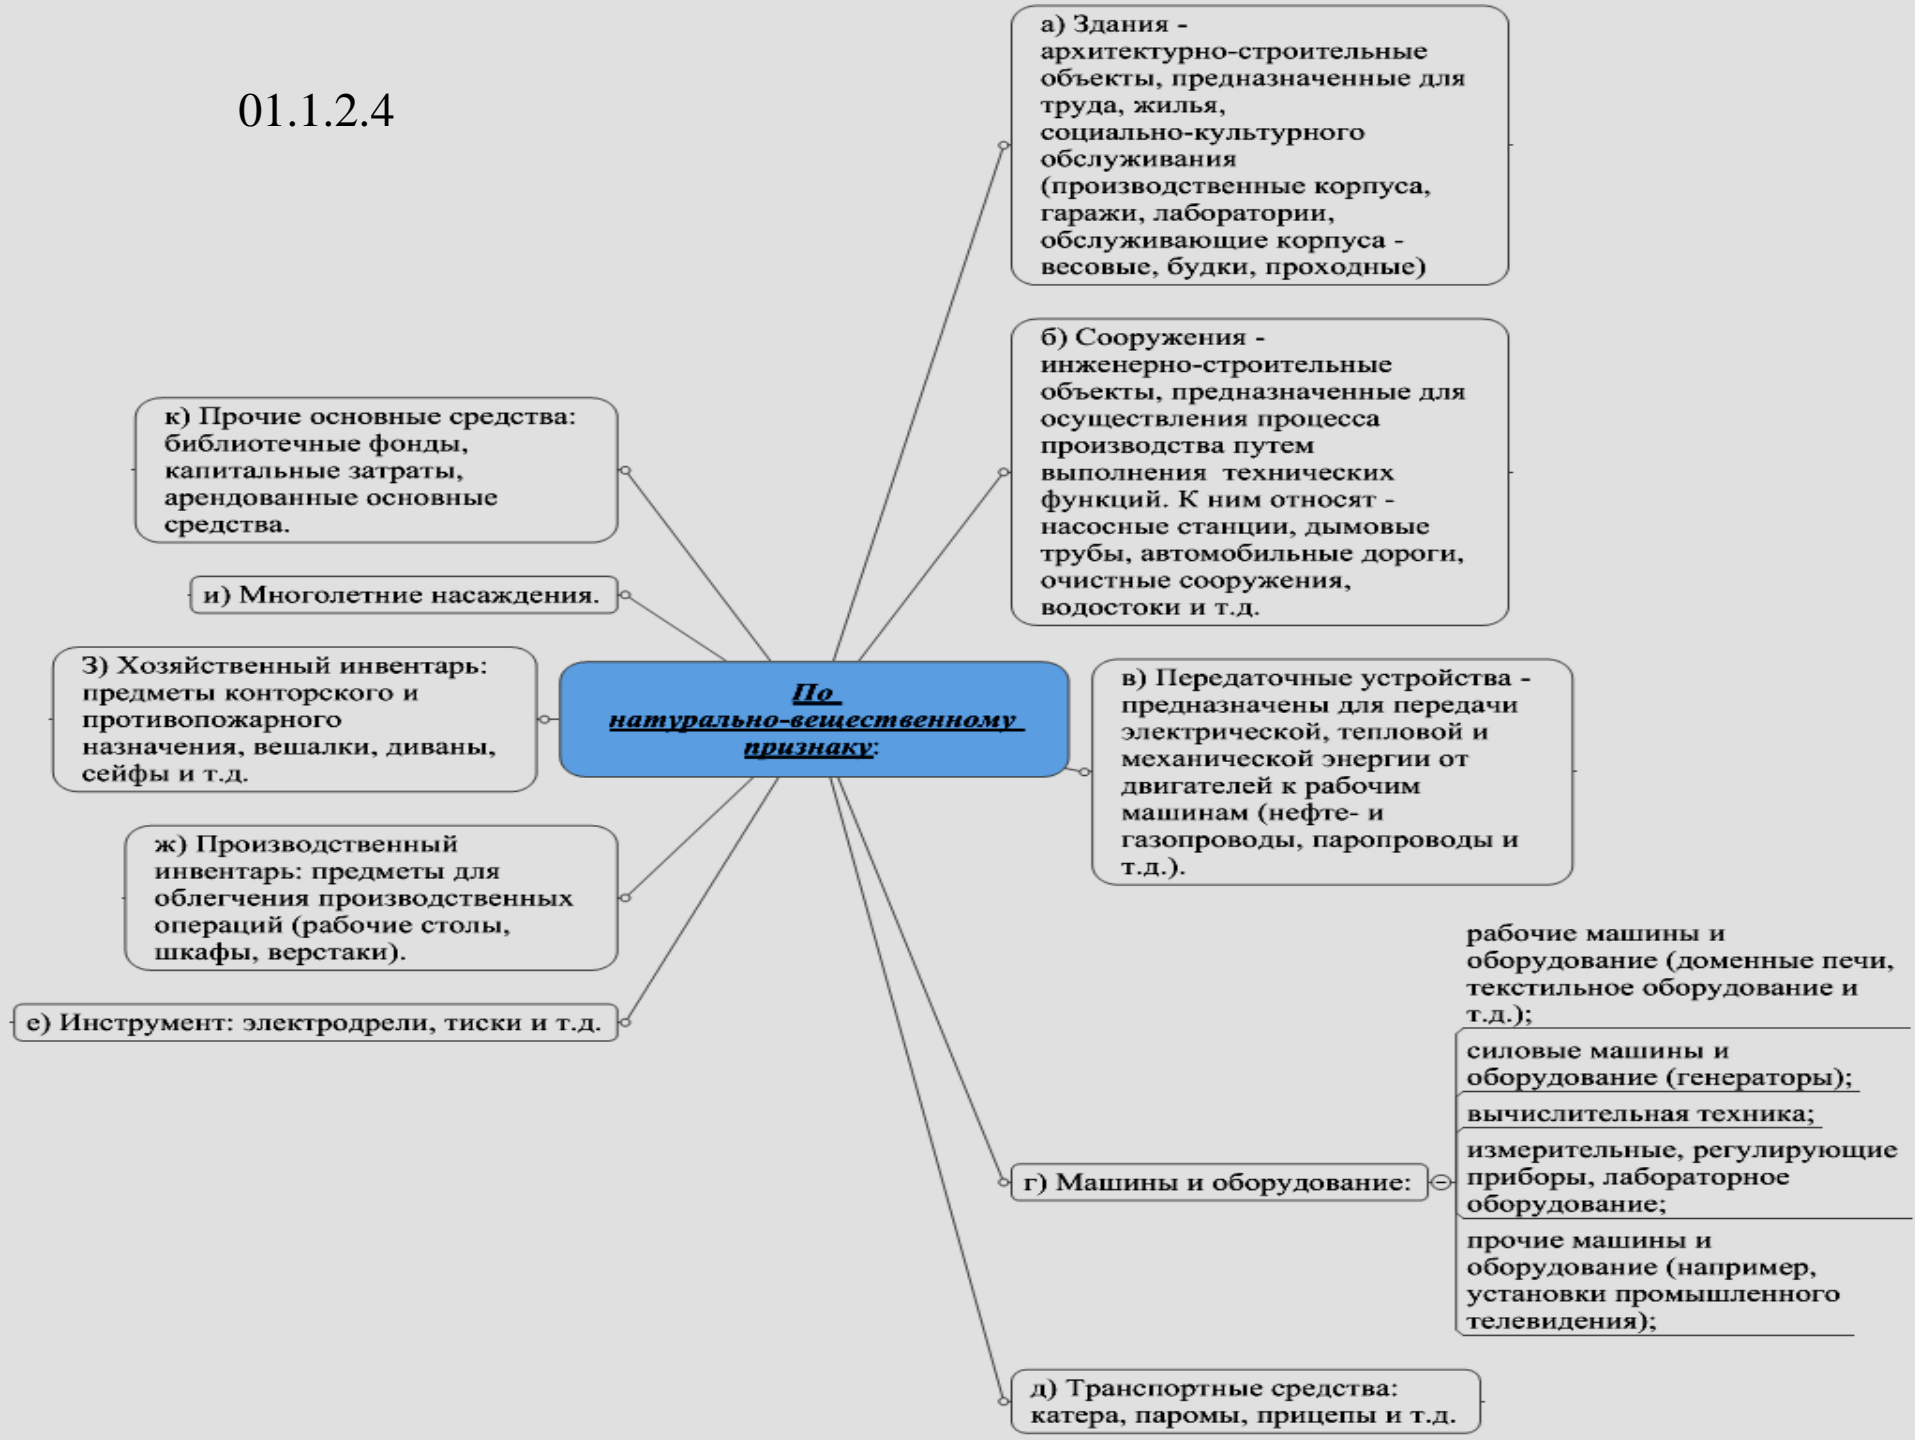 01.1.2.4
По
натурально-вещественному
признаку:
а) Здания -
архитектурно-строительные
объекты, предназначенные для
труда, жилья,
социально-культурного
обслуживания
(производственные корпуса,
гаражи, лаборатории,
обслуживающие корпуса -
весовые, будки, проходные)
б) Сооружения -
инженерно-строительные
объекты, предназначенные для
осуществления процесса
производства путем
выполнения  технических
функций. К ним относят -
насосные станции, дымовые
трубы, автомобильные дороги,
очистные сооружения,
водостоки и т.д.
в) Передаточные устройства -
предназначены для передачи
электрической, тепловой и
механической энергии от
двигателей к рабочим
машинам (нефте- и
газопроводы, паропроводы и
т.д.).
г) Машины и оборудование:
рабочие машины и
оборудование (доменные печи,
текстильное оборудование и
т.д.);
силовые машины и
оборудование (генераторы);
вычислительная техника;
измерительные, регулирующие
приборы, лабораторное
оборудование;
прочие машины и
оборудование (например,
установки промышленного
телевидения);
д) Транспортные средства:
катера, паромы, прицепы и т.д.
е) Инструмент: электродрели, тиски и т.д.
ж) Производственный
инвентарь: предметы для
облегчения производственных
операций (рабочие столы,
шкафы, верстаки).
З) Хозяйственный инвентарь:
предметы конторского и
противопожарного
назначения, вешалки, диваны,
сейфы и т.д.
и) Многолетние насаждения.
к) Прочие основные средства:
библиотечные фонды,
капитальные затраты,
арендованные основные
средства.